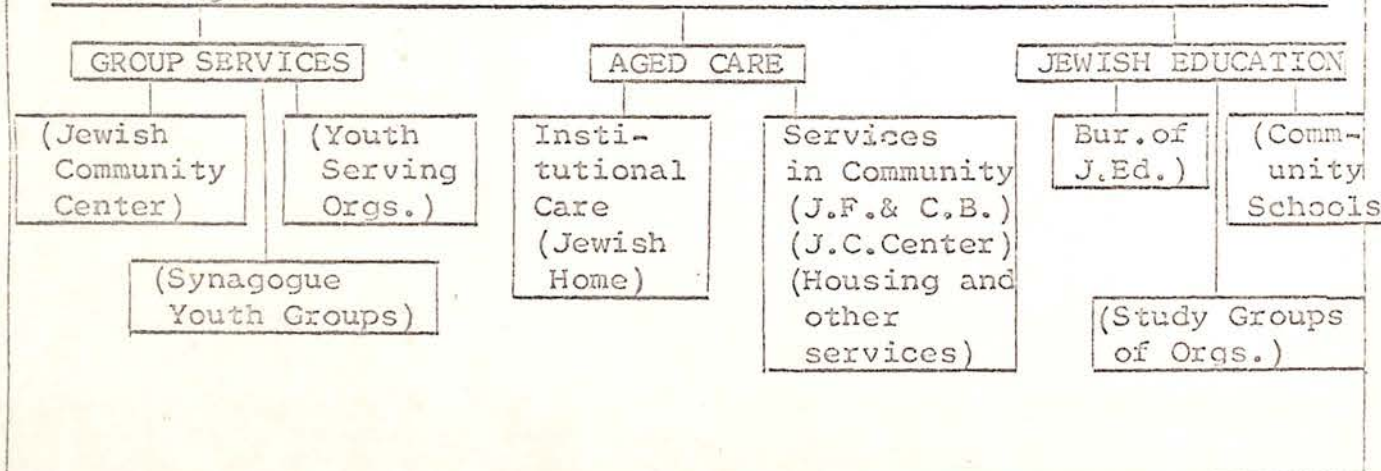 GROUP SERVICES
AGED CARE
JEWISH EDUCATION
(Jewish
Community
Center)
(Youth
Serving
Orgs.)
(Synagogue
Youth Groups)
Insti-
tutional
Care
(Jewish
Home)
Services
in Community
(J.F.& C.B.)
(J.C.Center)
(Housing and
other
services)
Bur.of
J.Ed.)
(Comm-
unity
Schools
(Study Groups
of Orgs.)